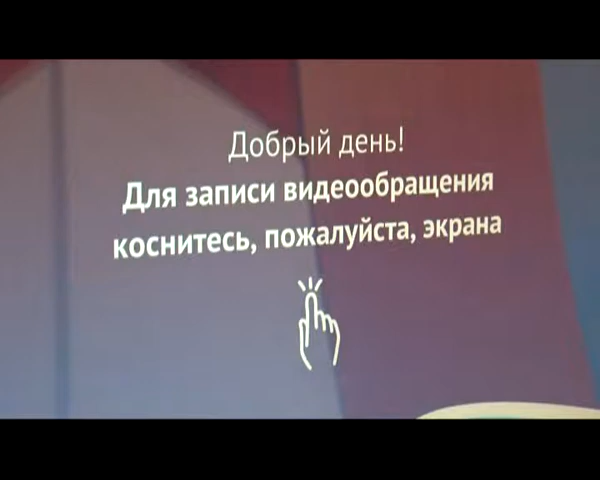 Добрый день!
Для записи видеообращения
коснитесь, пожалуйста, экрана